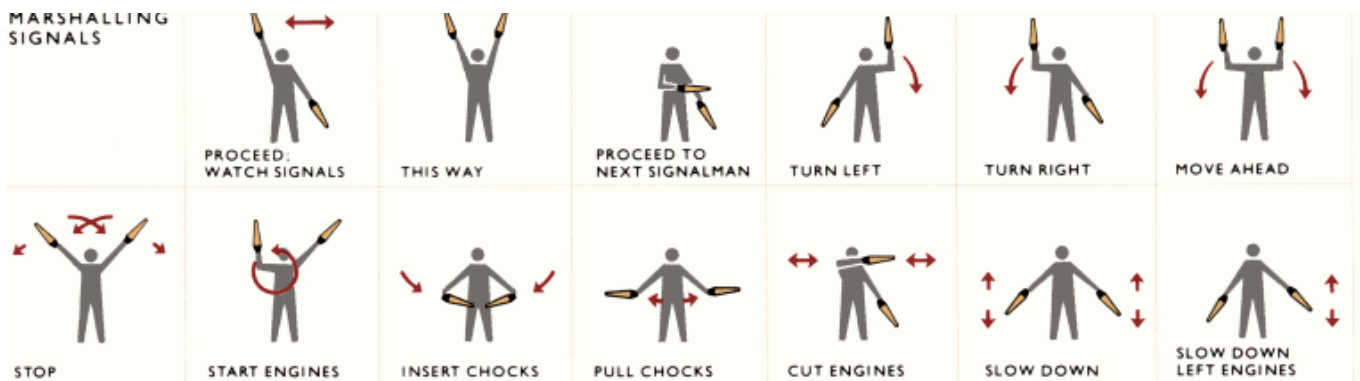 MARSHALLING
SIGNALS
PROCEED;
WATCH SIGNALS
THIS WAY
PROCEED TO
NEXT SIGNALMAN
TURN LEFT
TURN RIGHT
MOVE AHEAD
STOP
START ENGINES
INSERT CHOCKS
PULL CHOCKS
CUT ENGINES
SLOW DOWN
SLOW DOWN
LEFT ENGINES